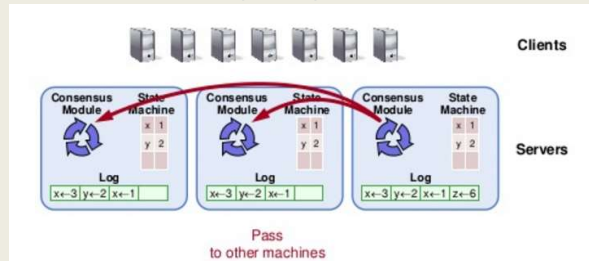 Clients
Consensus Module
State Machine
x 1
y 2
Log
x←3 y←2 x←1
Consensus Module
State Machine
x 1
y 2
Log
x←3 y←2 x←1
Consensus Module
State Machine
x 1
y 2
Log
x←3 y←2 x←1 z←6
Servers
Pass
to other machines